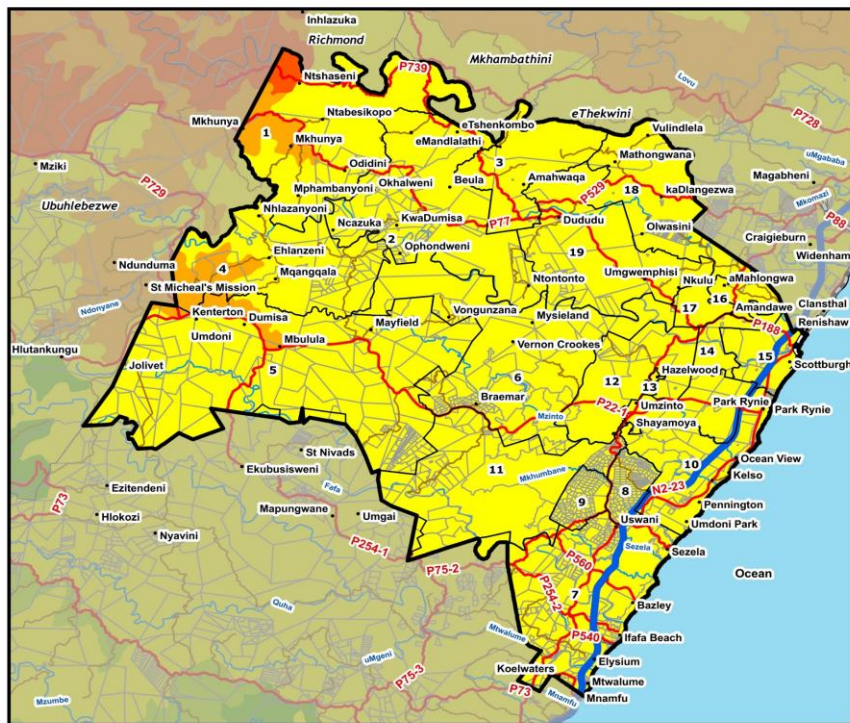 Inhlazuka
Richmond
Mkhambathini
P739
Lovu
Ntshaseni
eThekwini
P728
Mkhunya
Ntabesikopo
eTshenkombo
Vulindlela
1
Mkhunya
eMandlalathi
uMgababa
Mziki
3
Mathongwana
Odidini
Magabheni
P729
Okhalweni
Beula
Amahwaqa
P529
18
kaDlangezwa
Mkomazi
Mphambanyoni
Ubuhlebezwe
Nhlazanyoni
KwaDumisa
P77
Dududu
P88
Ncazuka
Olwasini
Craigieburn
2
Ophondweni
19
Widenham
Ehlanzeni
Ndunduma
4
Mqangqala
Umgwemphisi
Nkulu
aMahlongwa
St Micheal's Mission
Ntontonto
16
Clansthal
Ndonyane
Amandawe
Kenterton
17
Renishaw
Dumisa
Vongunzana
Mysieland
P188
Umdoni
Mayfield
Hlutankungu
Mbulula
Vernon Crookes
14
15
Scottburgh
Jolivet
Hazelwood
5
6
12
13
Braemar
Umzinto
Park Rynie
Park Rynie
Mzinto
P22-1
Shayamoya
St Nivads
Ocean View
Ekubusisweni
11
Mkhumbane
10
Kelso
Ezitendeni
Fafa
8
N2-23
P73
9
Pennington
Hlokozi
Mapungwane
Umgai
Uswani
Umdoni Park
Nyavini
P254-1
Sezela
Sezela
P75-2
P560
Ocean
P254-2
7
Quha
Bazley
Mtwalume
P540
Ifafa Beach
uMgeni
Elysium
P75-3
Koelwaters
Mtwalume
Mzumbe
P73
Mnamfu
Mnamfu